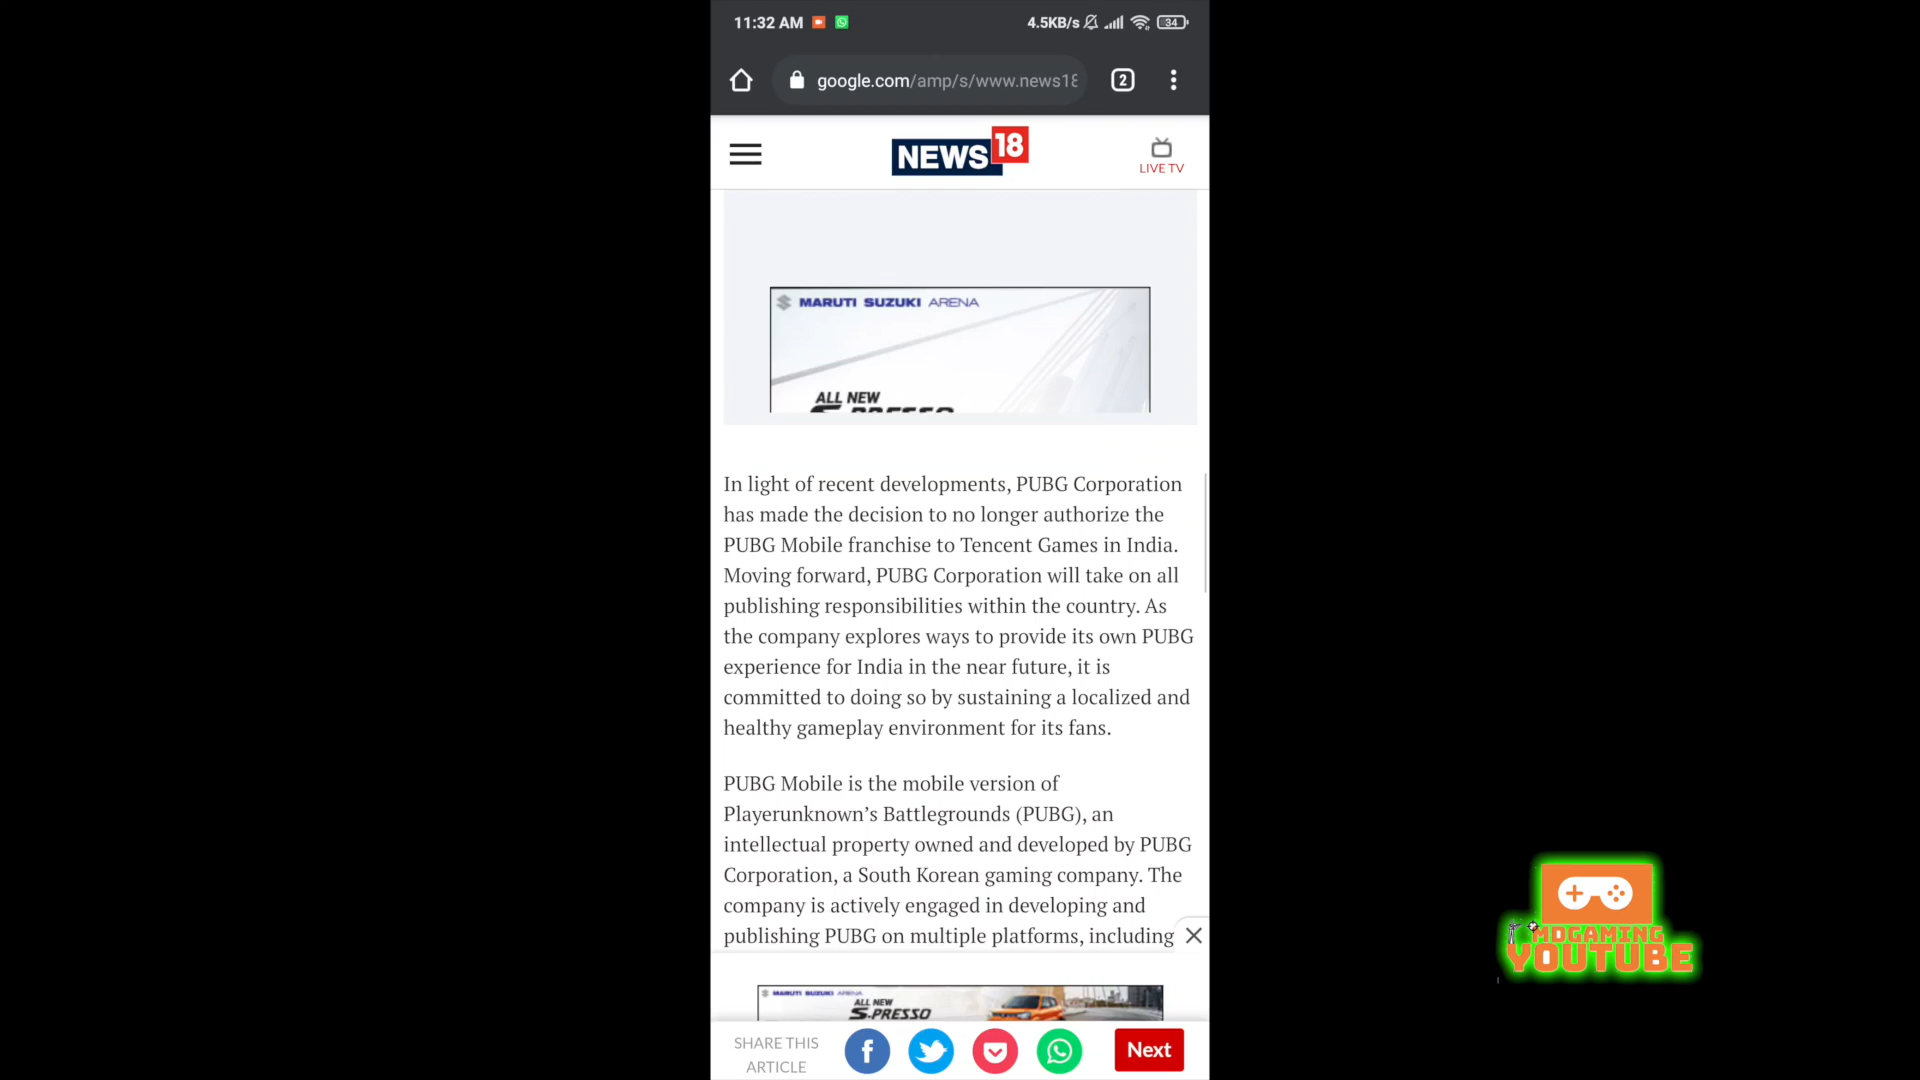 11:32 AM
4.5KB/s
34
google.com/amp/s/www.news18
2
NEWS 18
LIVE TV
MARUTI SUZUKI ARENA
ALL NEW
S-PRESSO
In light of recent developments, PUBG Corporation
has made the decision to no longer authorize the
PUBG Mobile franchise to Tencent Games in India.
Moving forward, PUBG Corporation will take on all
publishing responsibilities within the country. As
the company explores ways to provide its own PUBG
experience for India in the near future, it is
committed to doing so by sustaining a localized and
healthy gameplay environment for its fans.
PUBG Mobile is the mobile version of
Playerunknown’s Battlegrounds (PUBG), an
intellectual property owned and developed by PUBG
Corporation, a South Korean gaming company. The
company is actively engaged in developing and
publishing PUBG on multiple platforms, including
MARUTI SUZUKI ARENA
ALL NEW
S-PRESSO
SHARE THIS
ARTICLE
Next
MDGAMING
YOUTUBE